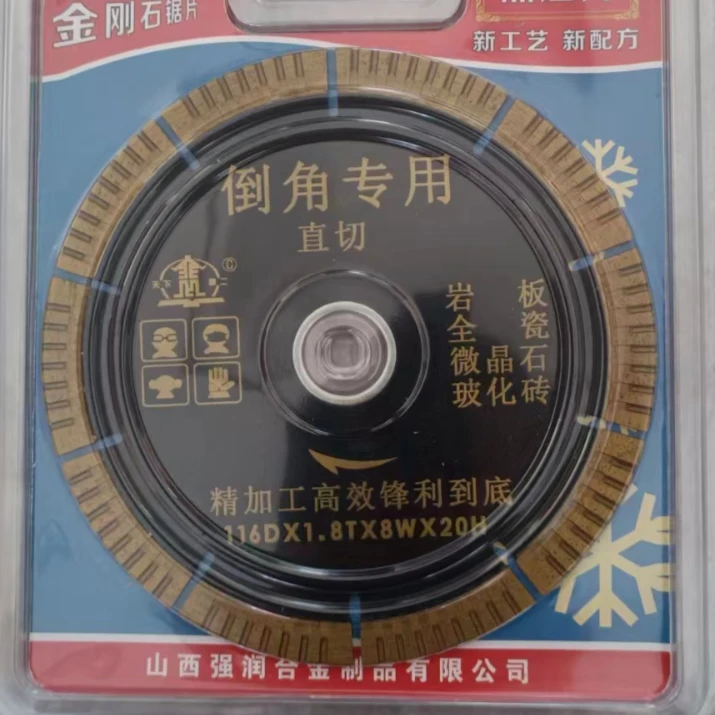 金刚石锯片
新工艺 新配方
倒角专用
直切
岩板
全瓷
微晶石
玻化砖
精加工高效锋利到底
116DX1.8TX8WX20H
山西强润合金制品有限公司